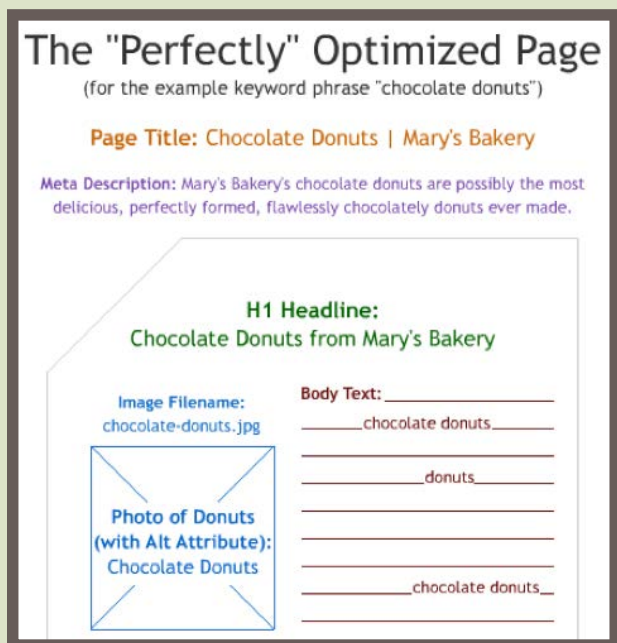 The "Perfectly" Optimized Page
(for the example keyword phrase "chocolate donuts")
Page Title: Chocolate Donuts | Mary's Bakery
Meta Description: Mary's Bakery's chocolate donuts are possibly the most
delicious, perfectly formed, flawlessly chocolately donuts ever made.
H1 Headline:
Chocolate Donuts from Mary's Bakery
Image Filename:
chocolate-donuts.jpg
Photo of Donuts
(with Alt Attribute):
Chocolate Donuts
Body Text:
chocolate donuts
donuts
chocolate donuts